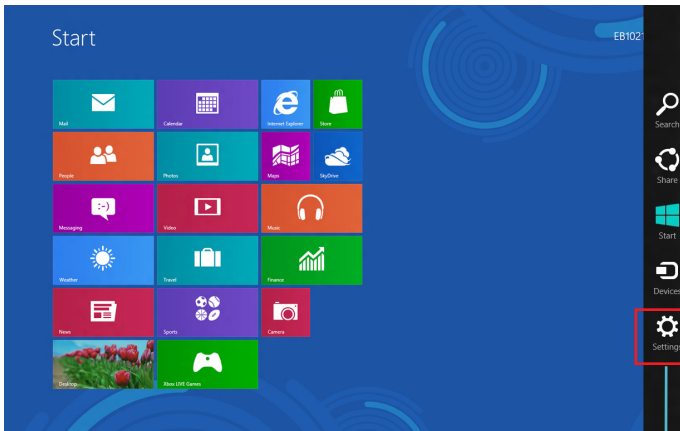 Start
EB1021
Mail
Calendar
Internet Explorer
Store
People
Photos
Maps
SkyDrive
Messaging
:-)
Video
Music
Weather
Travel
Finance
News
Sports
Camera
Desktop
Xbox LIVE Games
Search
Share
Start
Devices
Settings